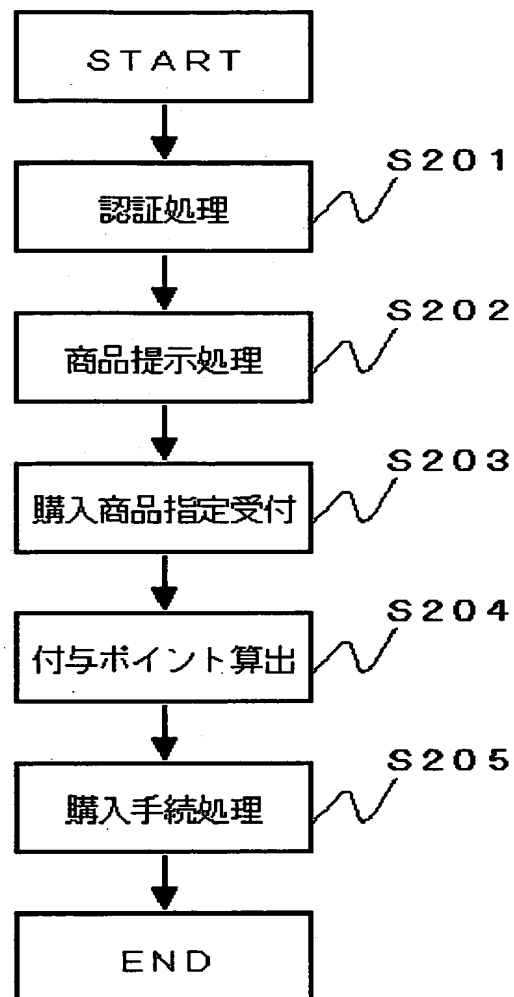 ＳＴＡＲＴ
Ｓ２０１
認証処理
Ｓ２０２
商品提示処理
Ｓ２０３
購入商品指定受付
Ｓ２０４
付与ポイント算出
Ｓ２０５
購入手続処理
ＥＮＤ